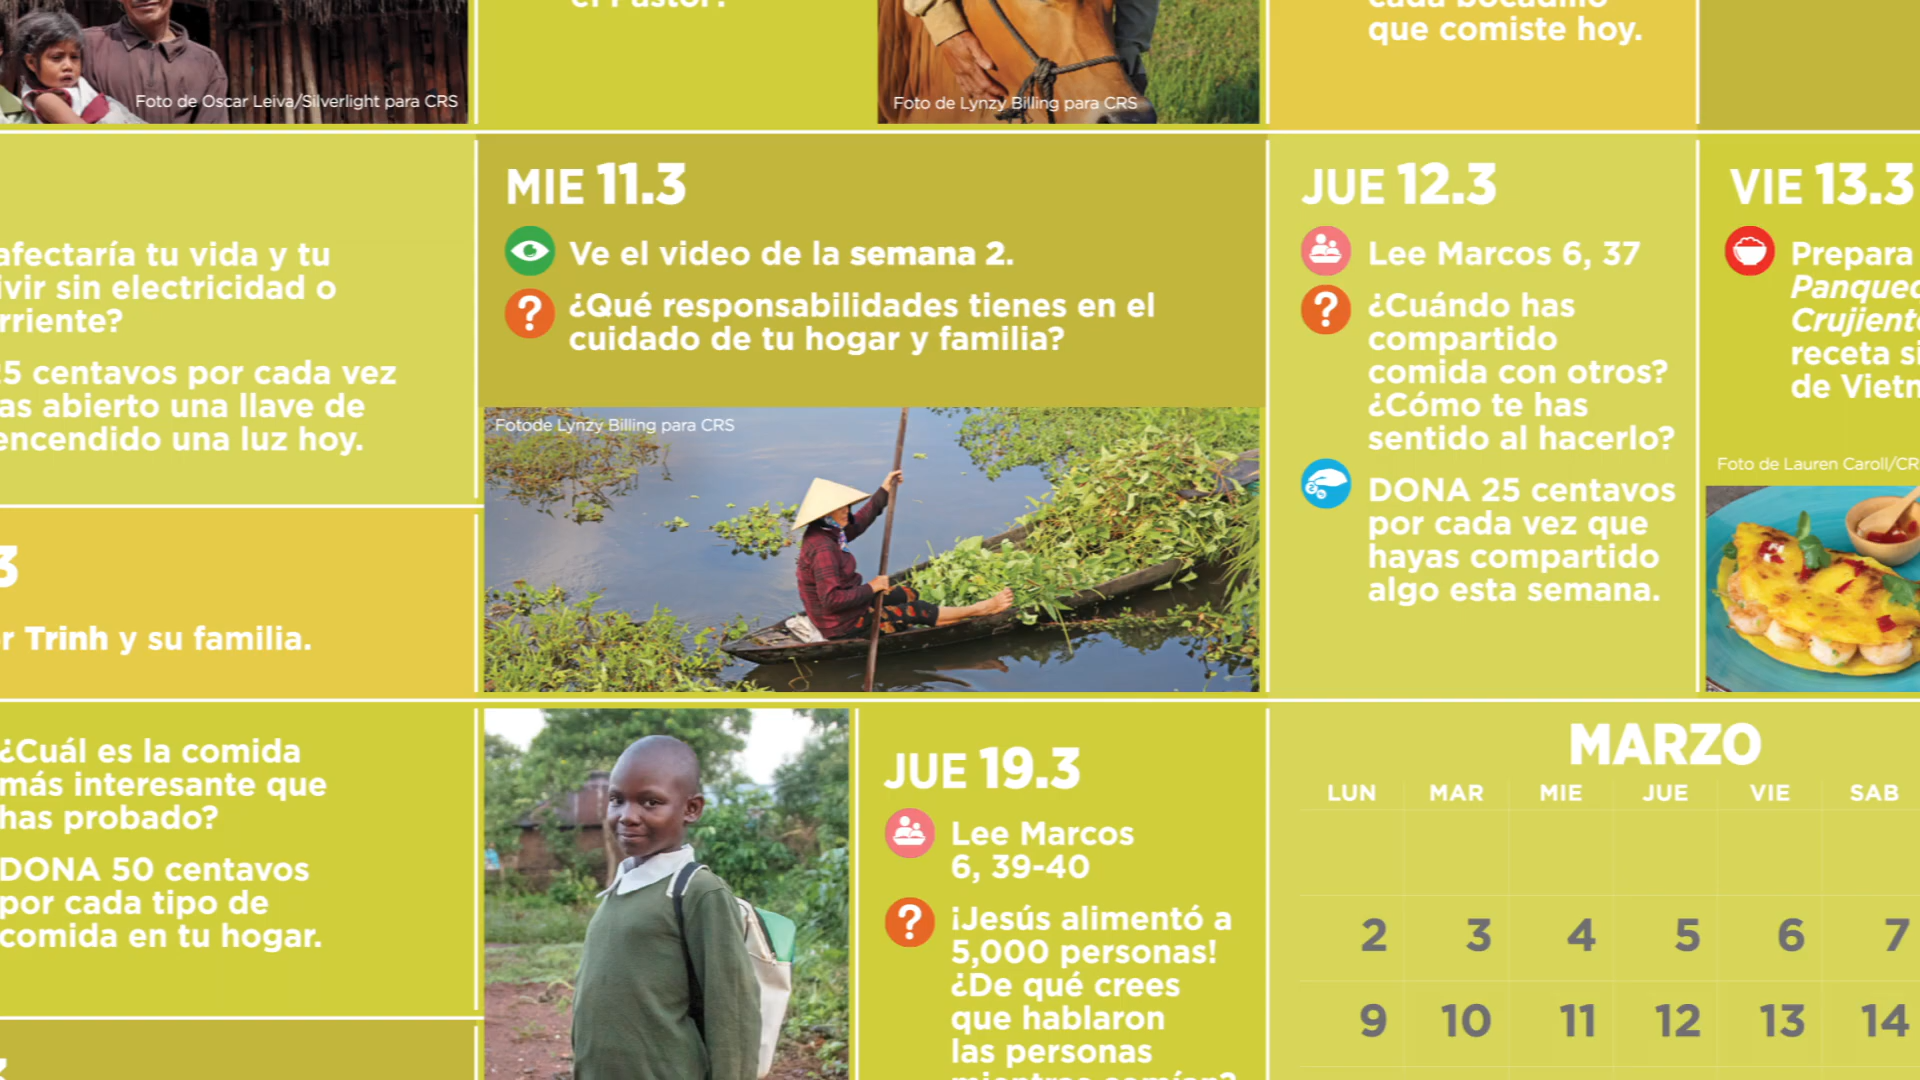 el Pastor?
cada bocadillo
que comiste hoy.
Foto de Oscar Leiva/Silverlight para CRS
Foto de Lynzy Billing para CRS
afectaría tu vida y tu
sin electricidad o
25 centavos por cada vez
abierto una llave de
encendido una luz hoy.
MIE 11.3
Ve el video de la semana 2.
¿Qué responsabilidades tienes en el
cuidado de tu hogar y familia?
Fotode Lynzy Billing para CRS
JUE 12.3
Lee Marcos 6, 37
¿Cuándo has
compartido
comida con otros?
¿Cómo te has
sentido al hacerlo?
DONA 25 centavos
por cada vez que
hayas compartido
algo esta semana.
VIE 13.3
Prepara
receta
de
Foto de Lauren Caroll/CRS
3
Trinh y su familia.
¿Cuál es la comida
más interesante que
has probado?
DONA 50 centavos
por cada tipo de
comida en tu hogar.
JUE 19.3
Lee Marcos
6, 39-40
¡Jesús alimentó a
5,000 personas!
¿De qué crees
que hablaron
las personas
mientras comían?
MARZO
LUN MAR MIE JUE VIE SAB
2 3 4 5 6 7
9 10 11 12 13 14